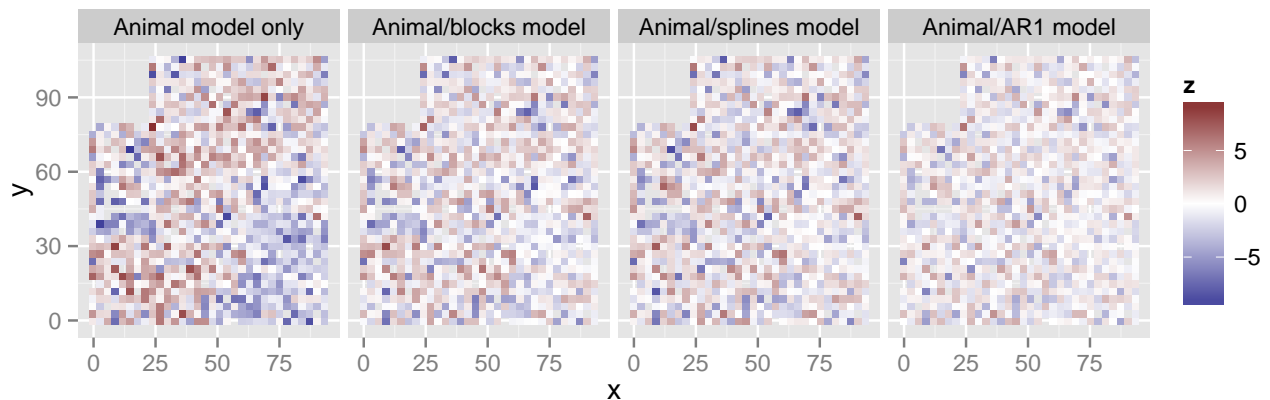 Animal model only
Animal/blocks model
Animal/splines model
Animal/AR1 model
y
90
60
30
0
0 25 50 75
0 25 50 75
0 25 50 75
0 25 50 75
x
z
5
0
−5